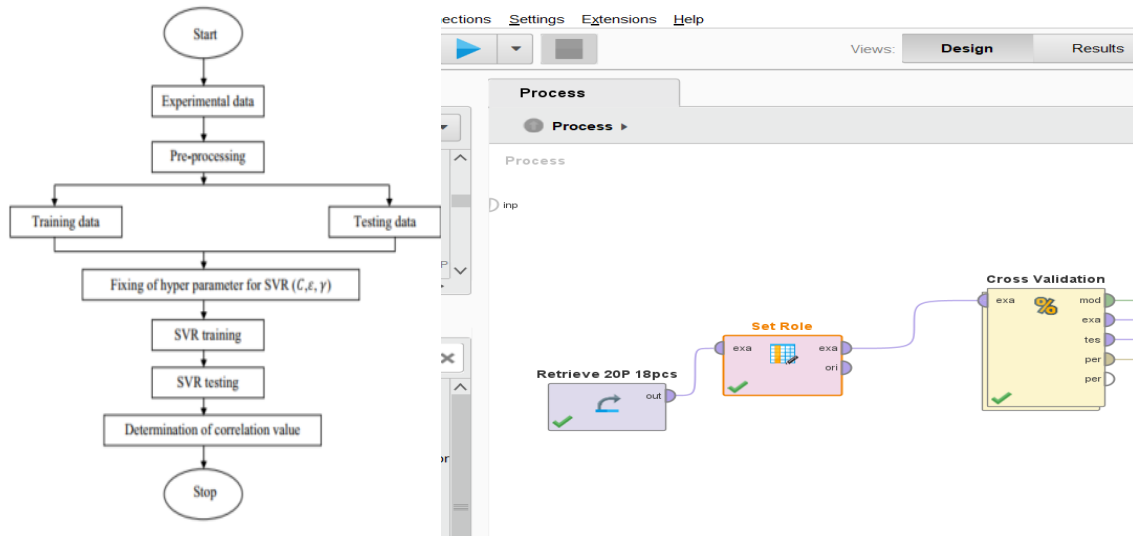 Start
Experimental data
Pre-processing
Training data
Testing data
Fixing of hyper parameter for SVR (C,ε,γ)
SVR training
SVR testing
Determination of correlation value
Stop
ections Settings Extensions Help
Views: Design Results
Process
Process
Process
inp
P
or
Retrieve 20P 18pcs
out
Set Role
exa exa
ori
Cross Validation
exa % mod
exa
tes
per
per